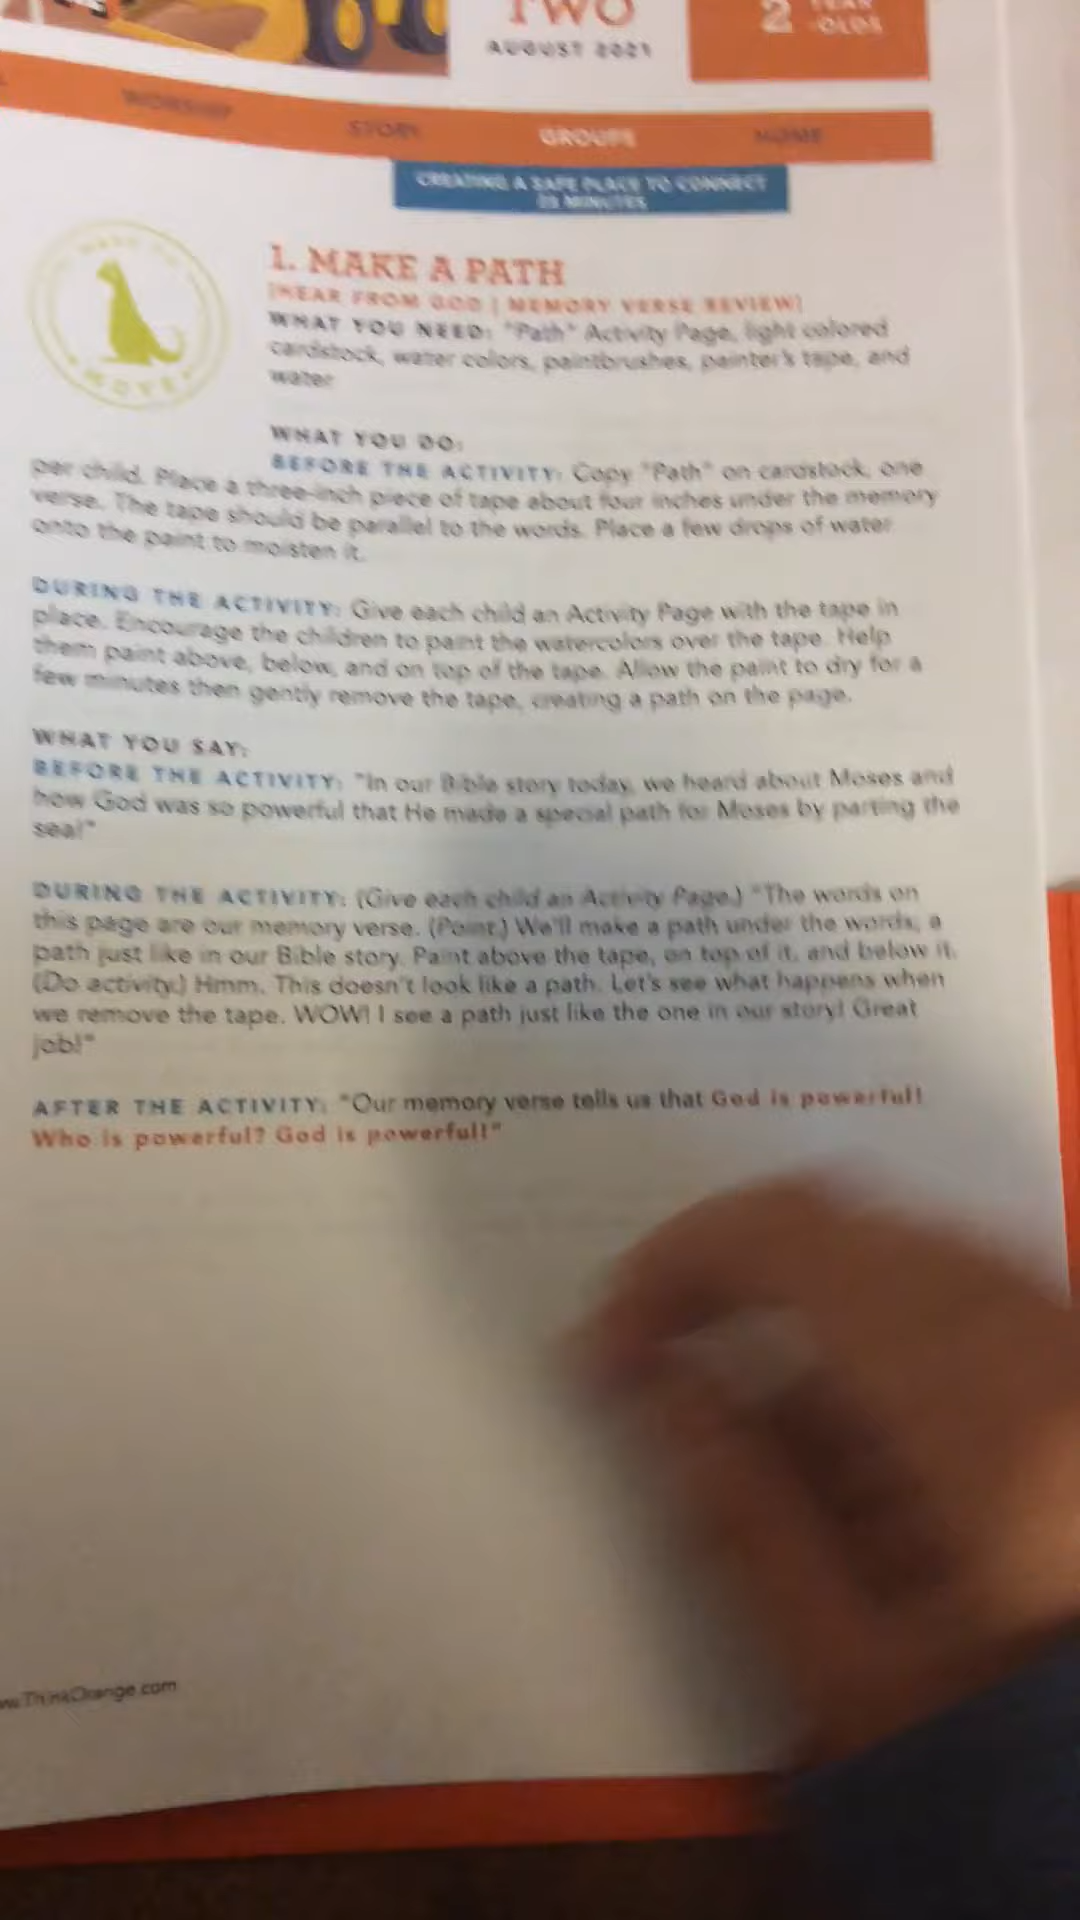 TWO
AUGUST 2021
2 YEAR
-OLDS
WORSHIP STORY GROUPS HOME
CREATING A SAFE PLACE TO CONNECT
MINUTES
MOVE
1. MAKE A PATH
[HEAR FROM GOD | MEMORY VERSE REVIEW]
WHAT YOU NEED: "Path" Activity Page, light colored
cardstock, water colors, paintbrushes, painter's tape, and
water
WHAT YOU DO:
BEFORE THE ACTIVITY: Copy "Path" on cardstock, one
per child. Place a three-inch piece of tape about four inches under the memory
verse. The tape should be parallel to the words. Place a few drops of water
onto the paint to moisten it.
DURING THE ACTIVITY: Give each child an Activity Page with the tape in
place. Encourage the children to paint the watercolors over the tape. Help
them paint above, below, and on top of the tape. Allow the paint to dry for a
few minutes then gently remove the tape, creating a path on the page.
WHAT YOU SAY:
BEFORE THE ACTIVITY: "In our Bible story today, we heard about Moses and
how God was so powerful that He made a special path for Moses by parting the
sea!"
DURING THE ACTIVITY: (Give each child an Activity Page.) "The words on
this page are our memory verse. (Point.) We'll make a path under the words, a
path just like in our Bible story. Paint above the tape, on top of it, and below it.
(Do activity.) Hmm. This doesn't look like a path. Let's see what happens when
we remove the tape. WOW! I see a path just like the one in our story! Great
job!"
AFTER THE ACTIVITY: "Our memory verse tells us that God is powerful!
Who is powerful? God is powerful!"
ThinkOrange.com